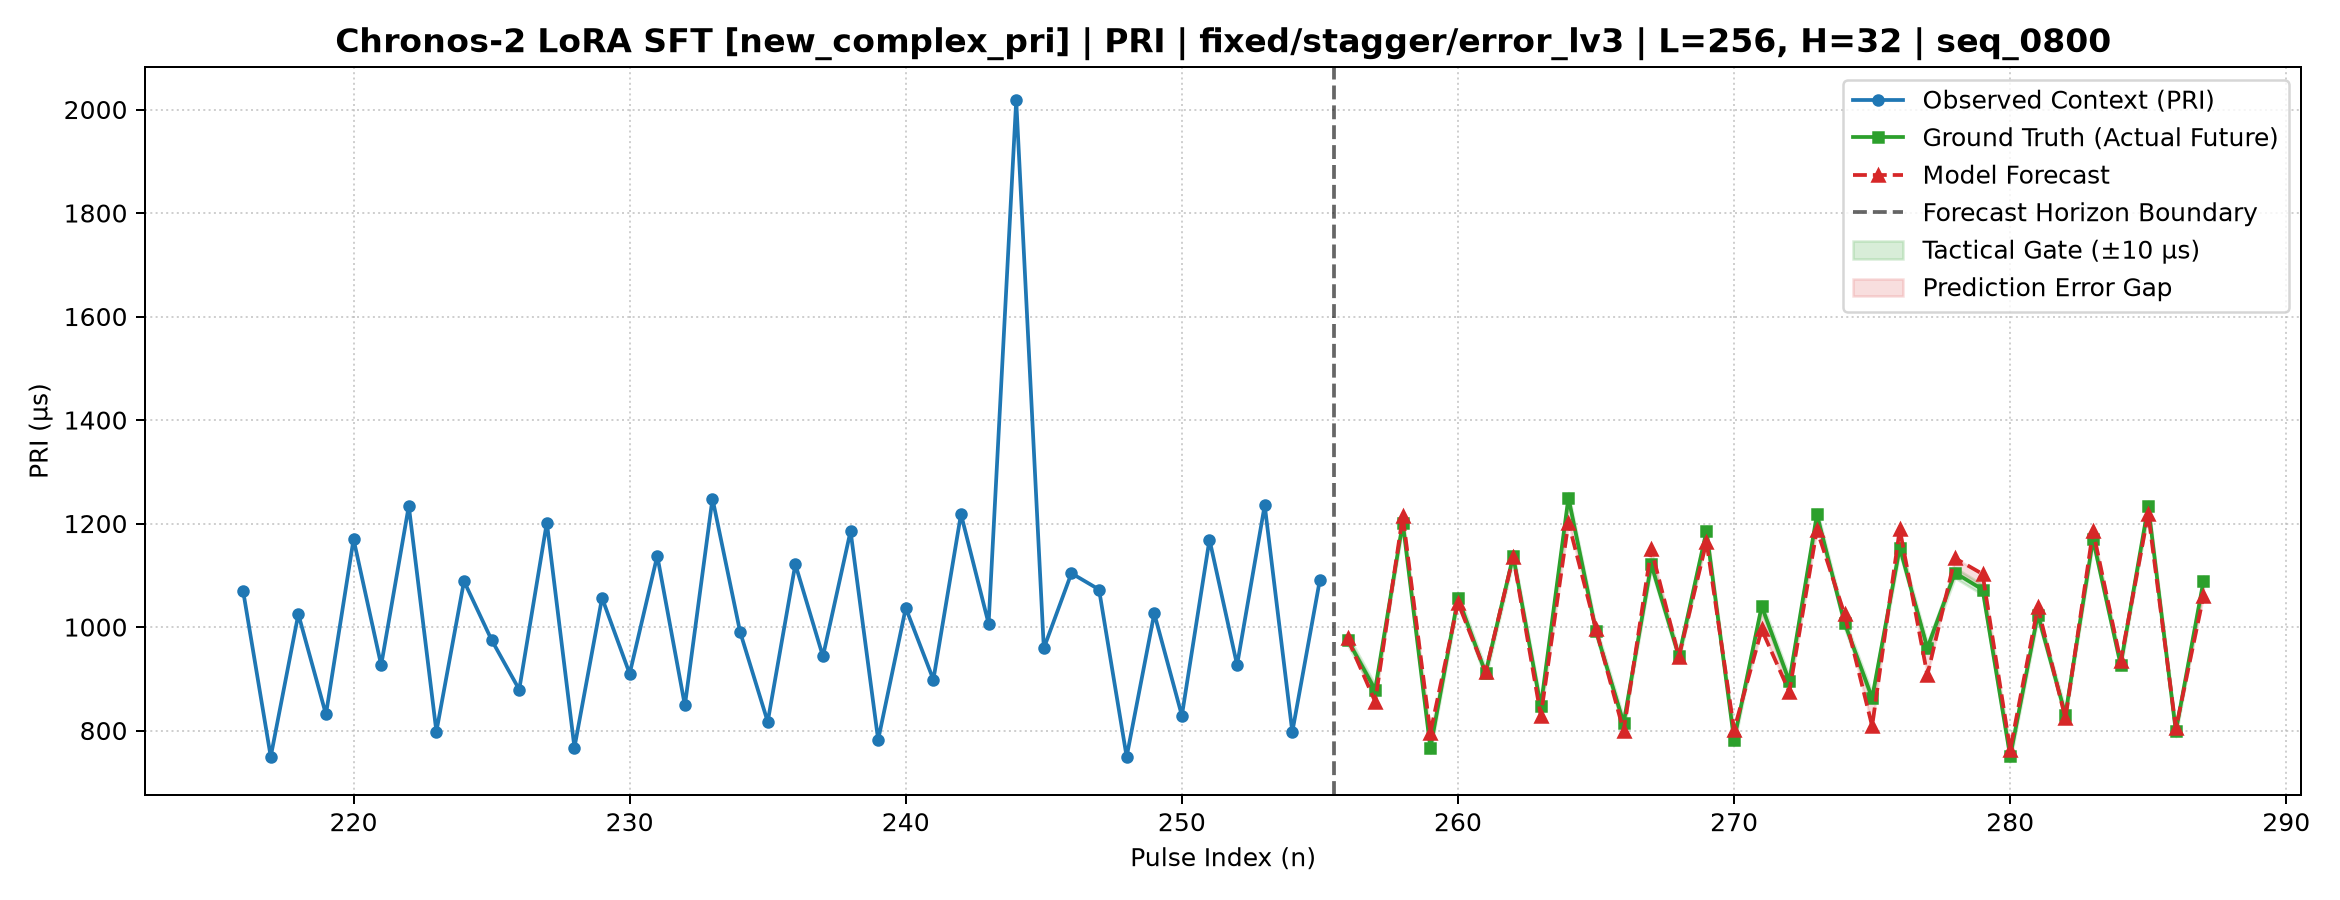 Chronos-2 LoRA SFT [new_complex_pri] | PRI | fixed/stagger/error_lv3 | L=256, H=32 | seq_0800
Observed Context (PRI)
Ground Truth (Actual Future)
Model Forecast
Forecast Horizon Boundary
Tactical Gate (±10 µs)
Prediction Error Gap
PRI (µs)
2000
1800
1600
1400
1200
1000
800
220 230 240 250 260 270 280 290
Pulse Index (n)